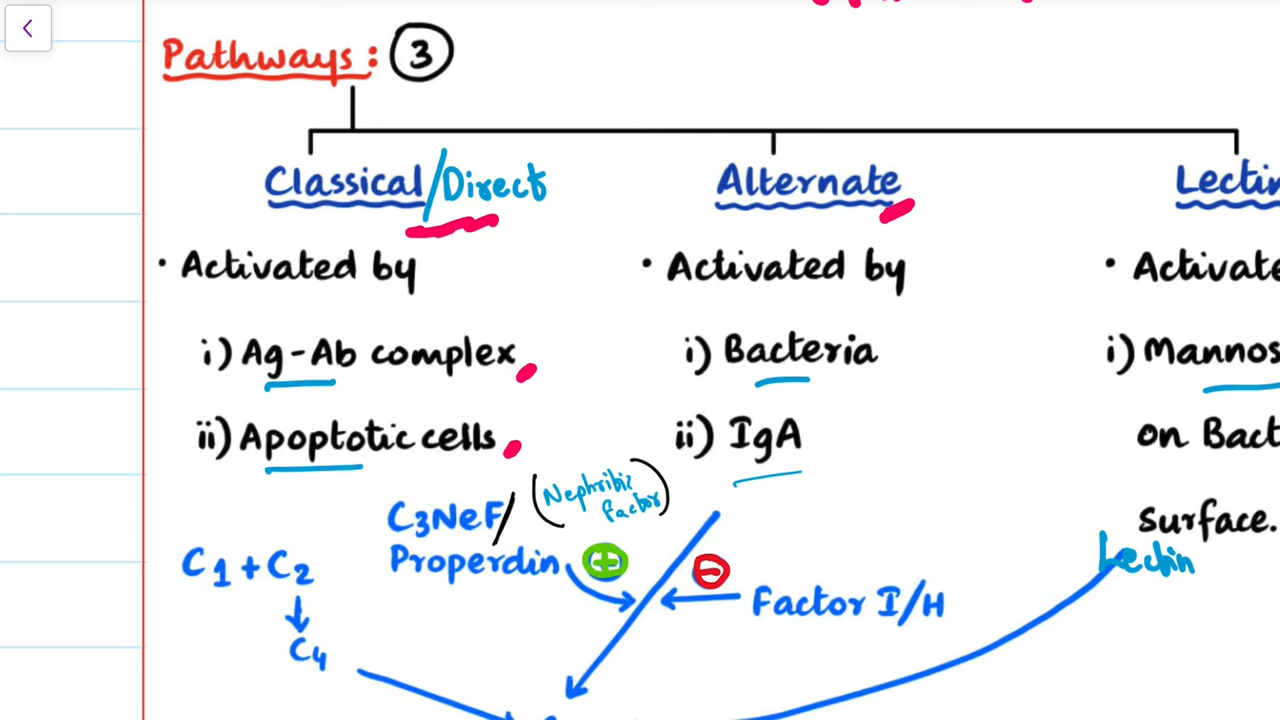 Pathways : 3
Classical/Direct
Alternate
Lectin
• Activated by
i) Ag-Ab complex
ii) Apoptotic cells
• Activated by
i) Bacteria
ii) IgA
• Activate
i) Mannos
on Bact
surface.
C3NeF/ (Nephritic
factor)
Properdin +
- Factor I/H
C1 + C2
C4
Lectin